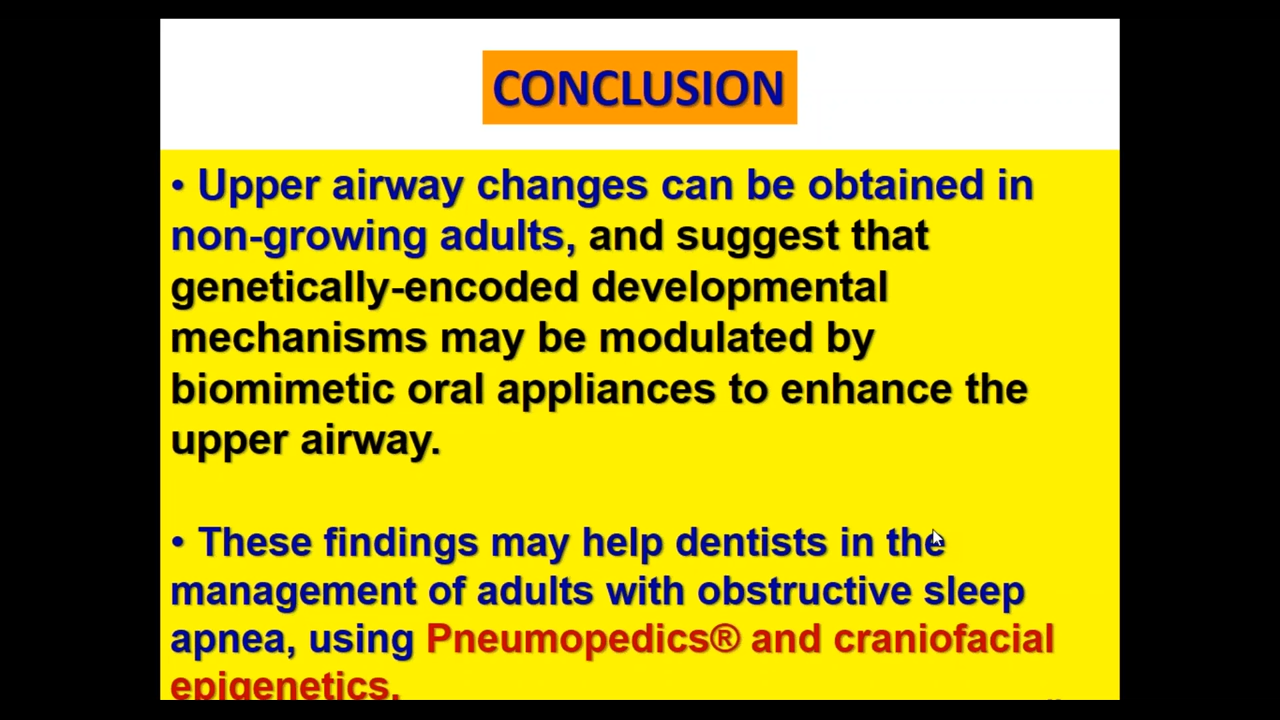 CONCLUSION
• Upper airway changes can be obtained in
non-growing adults, and suggest that
genetically-encoded developmental
mechanisms may be modulated by
biomimetic oral appliances to enhance the
upper airway.
• These findings may help dentists in the
management of adults with obstructive sleep
apnea, using Pneumopedics® and craniofacial
epigenetics.